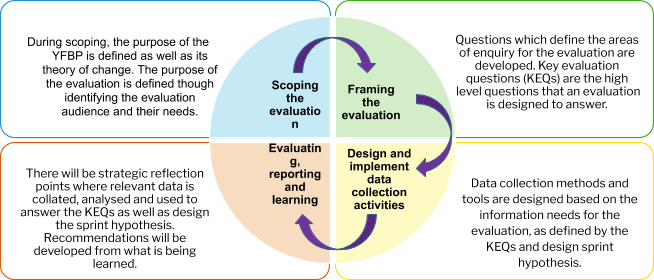 During scoping, the purpose of the
YFBP is defined as well as its
theory of change. The purpose of
the evaluation is defined though
identifying the evaluation
audience and their needs.
Questions which define the areas
of enquiry for the evaluation are
developed. Key evaluation
questions (KEQs) are the high
level questions that an evaluation
is designed to answer.
Scoping
the
evaluatio
n
Framing
the
evaluation
Evaluatin
g,
reporting
and
learning
Design and
implement
data
collection
activities
There will be strategic reflection
points where relevant data is
collated, analysed and used to
answer the KEQs as well as design
the sprint hypothesis.
Recommendations will be
developed from what is being
learned.
Data collection methods and
tools are designed based on the
information needs for the
evaluation, as defined by the
KEQs and design sprint
hypothesis.